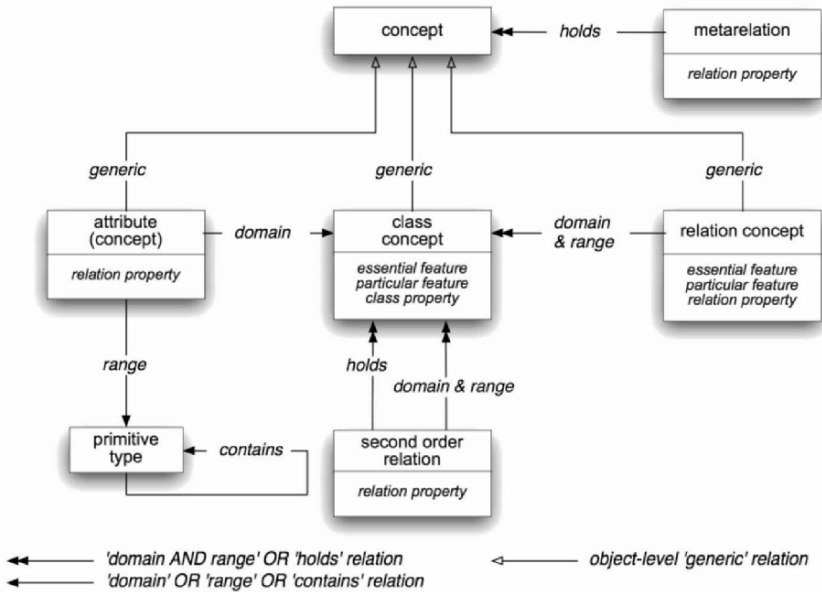 concept
holds
metarelation
relation property
generic
generic
generic
attribute
(concept)
relation property
domain
class
concept
essential feature
particular feature
class property
domain
& range
relation concept
essential feature
particular feature
relation property
range
holds
domain & range
primitive
type
contains
second order
relation
relation property
'domain AND range' OR 'holds' relation
object-level 'generic' relation
'domain' OR 'range' OR 'contains' relation